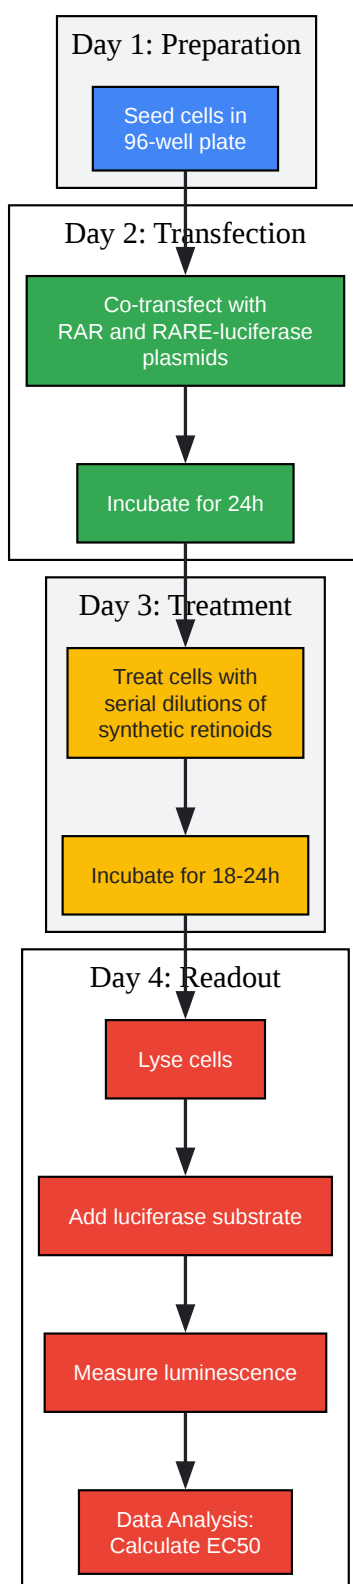 Day 1: Preparation
Seed cells in
96-well plate
Day 2: Transfection
Co-transfect with
RAR and RARE-luciferase
plasmids
Incubate for 24h
Day 3: Treatment
Treat cells with
serial dilutions of
synthetic retinoids
Incubate for 18-24h
Day 4: Readout
Lyse cells
Add luciferase substrate
Measure luminescence
Data Analysis:
Calculate EC50